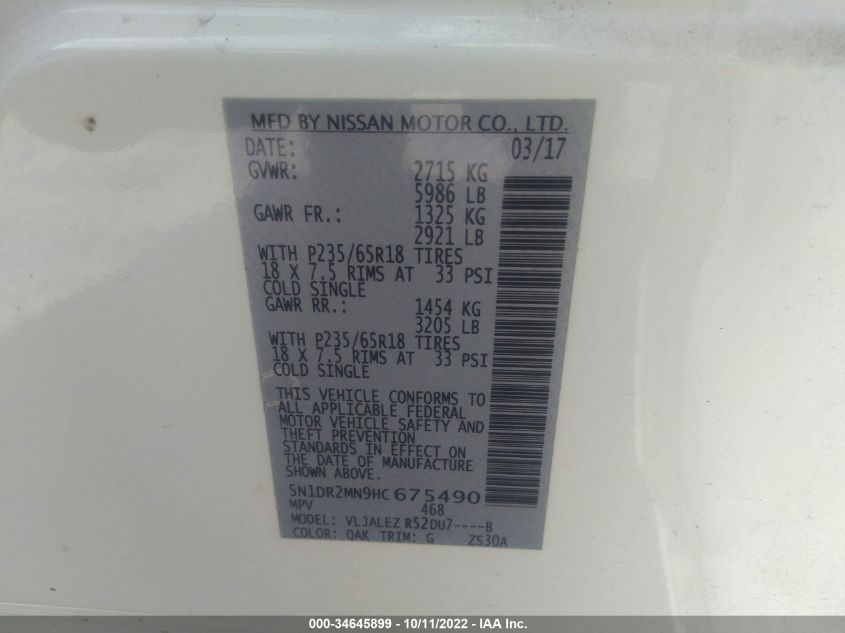 MFD BY NISSAN MOTOR CO., LTD.
DATE: 03/17
GVWR: 2715 KG
5986 LB
GAWR FR.: 1325 KG
2921 LB
WITH P235/65R18 TIRES
18 X 7.5 RIMS AT 33 PSI
COLD SINGLE
GAWR RR.: 1454 KG
3205 LB
WITH P235/65R18 TIRES
18 X 7.5 RIMS AT 33 PSI
COLD SINGLE
THIS VEHICLE CONFORMS TO
ALL APPLICABLE FEDERAL
MOTOR VEHICLE SAFETY AND
THEFT PREVENTION
STANDARDS IN EFFECT ON
THE DATE OF MANUFACTURE
SHOWN ABOVE.
5N1DR2MN9HC675490
MPV 468
MODEL: VLJALEZ R52DU7----B
COLOR: QAK TRIM: G ZS30A
000-34645899 - 10/11/2022 - IAA Inc.